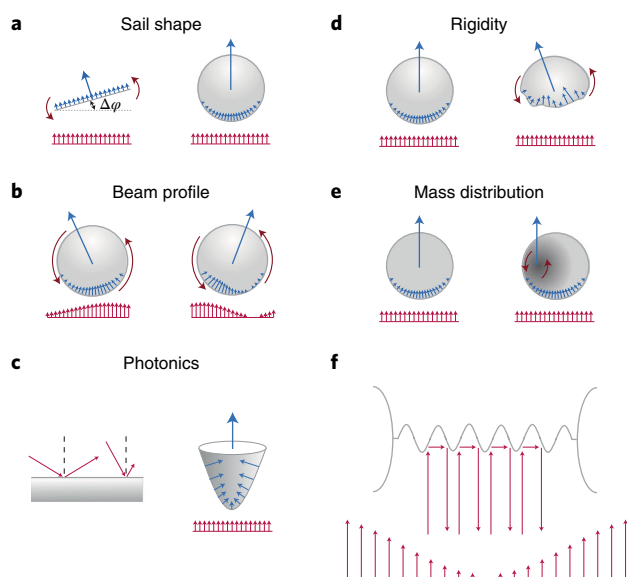 a Sail shape
Δφ
d Rigidity
b Beam profile
e Mass distribution
c Photonics
f